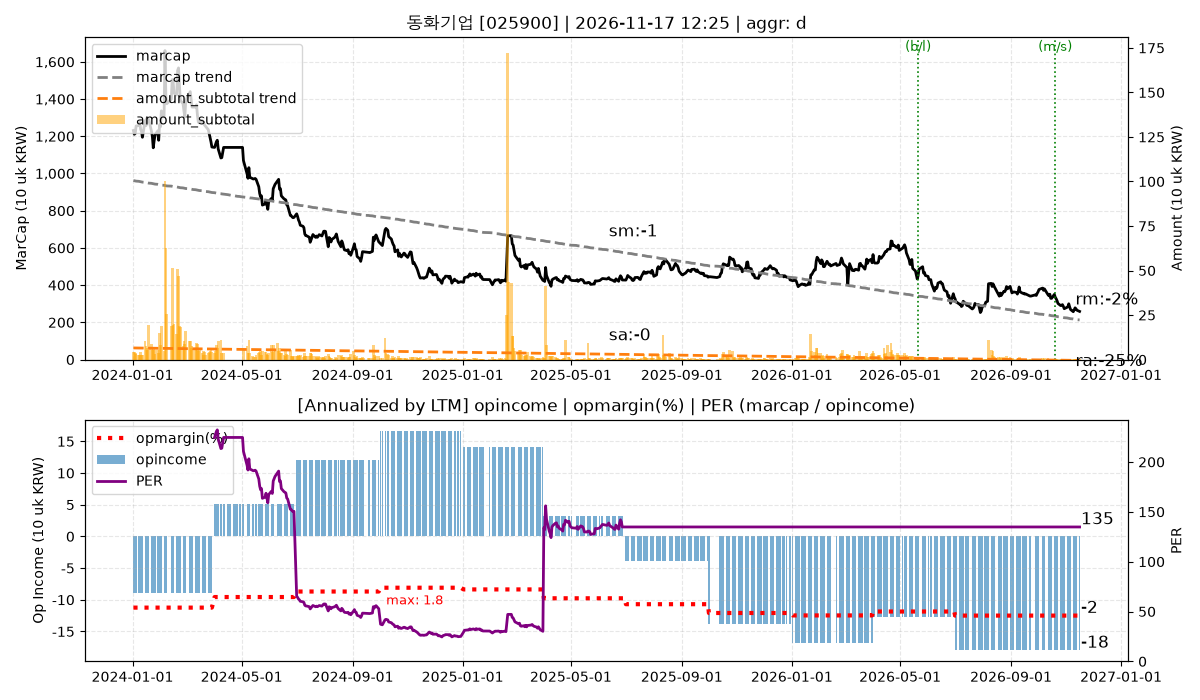 동화기업 [025900] | 2026-11-17 12:25 | aggr: d
marcap
marcap trend
amount_subtotal trend
amount_subtotal
(b/l)
(m/s)
sm:-1
sa:-0
rm:-2%
ra:-25%
MarCap (10 uk KRW)
1,600
1,400
1,200
1,000
800
600
400
200
0
Amount (10 uk KRW)
175
150
125
100
75
50
25
0
2024-01-01
2024-05-01
2024-09-01
2025-01-01
2025-05-01
2025-09-01
2026-01-01
2026-05-01
2026-09-01
2027-01-01
[Annualized by LTM] opincome | opmargin(%) | PER (marcap / opincome)
opmargin(%)
opincome
PER
max: 1.8
135
-2
-18
Op Income (10 uk KRW)
15
10
5
0
-5
-10
-15
PER
200
150
100
50
0
2024-01-01
2024-05-01
2024-09-01
2025-01-01
2025-05-01
2025-09-01
2026-01-01
2026-05-01
2026-09-01
2027-01-01